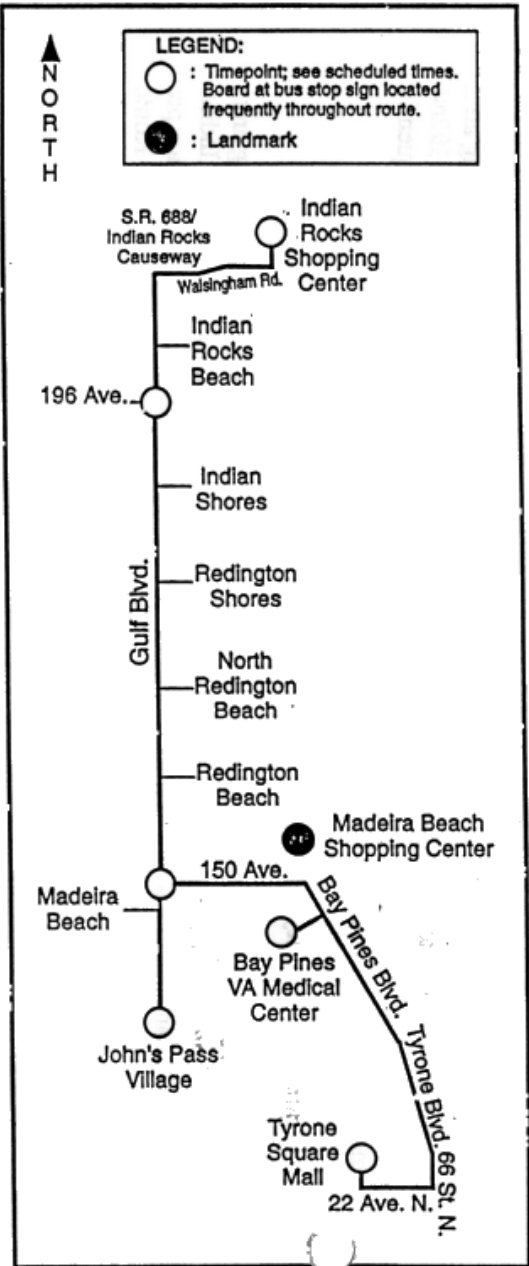 NORTH
LEGEND:
: Timepoint; see scheduled times.
Board at bus stop sign located
frequently throughout route.
: Landmark
S.R. 688/
Indian Rocks
Causeway
Indian
Rocks
Shopping
Center
Walsingham Rd.
Indian
Rocks
Beach
196 Ave.
Indian
Shores
Gulf Blvd.
Redington
Shores
North
Redington
Beach
Redington
Beach
Madeira Beach
Shopping Center
150 Ave.
Madeira
Beach
Bay Pines Blvd.
Bay Pines
VA Medical
Center
John's Pass
Village
Tyrone Blvd.
Tyrone
Square
Mall
66 St. N.
22 Ave. N.